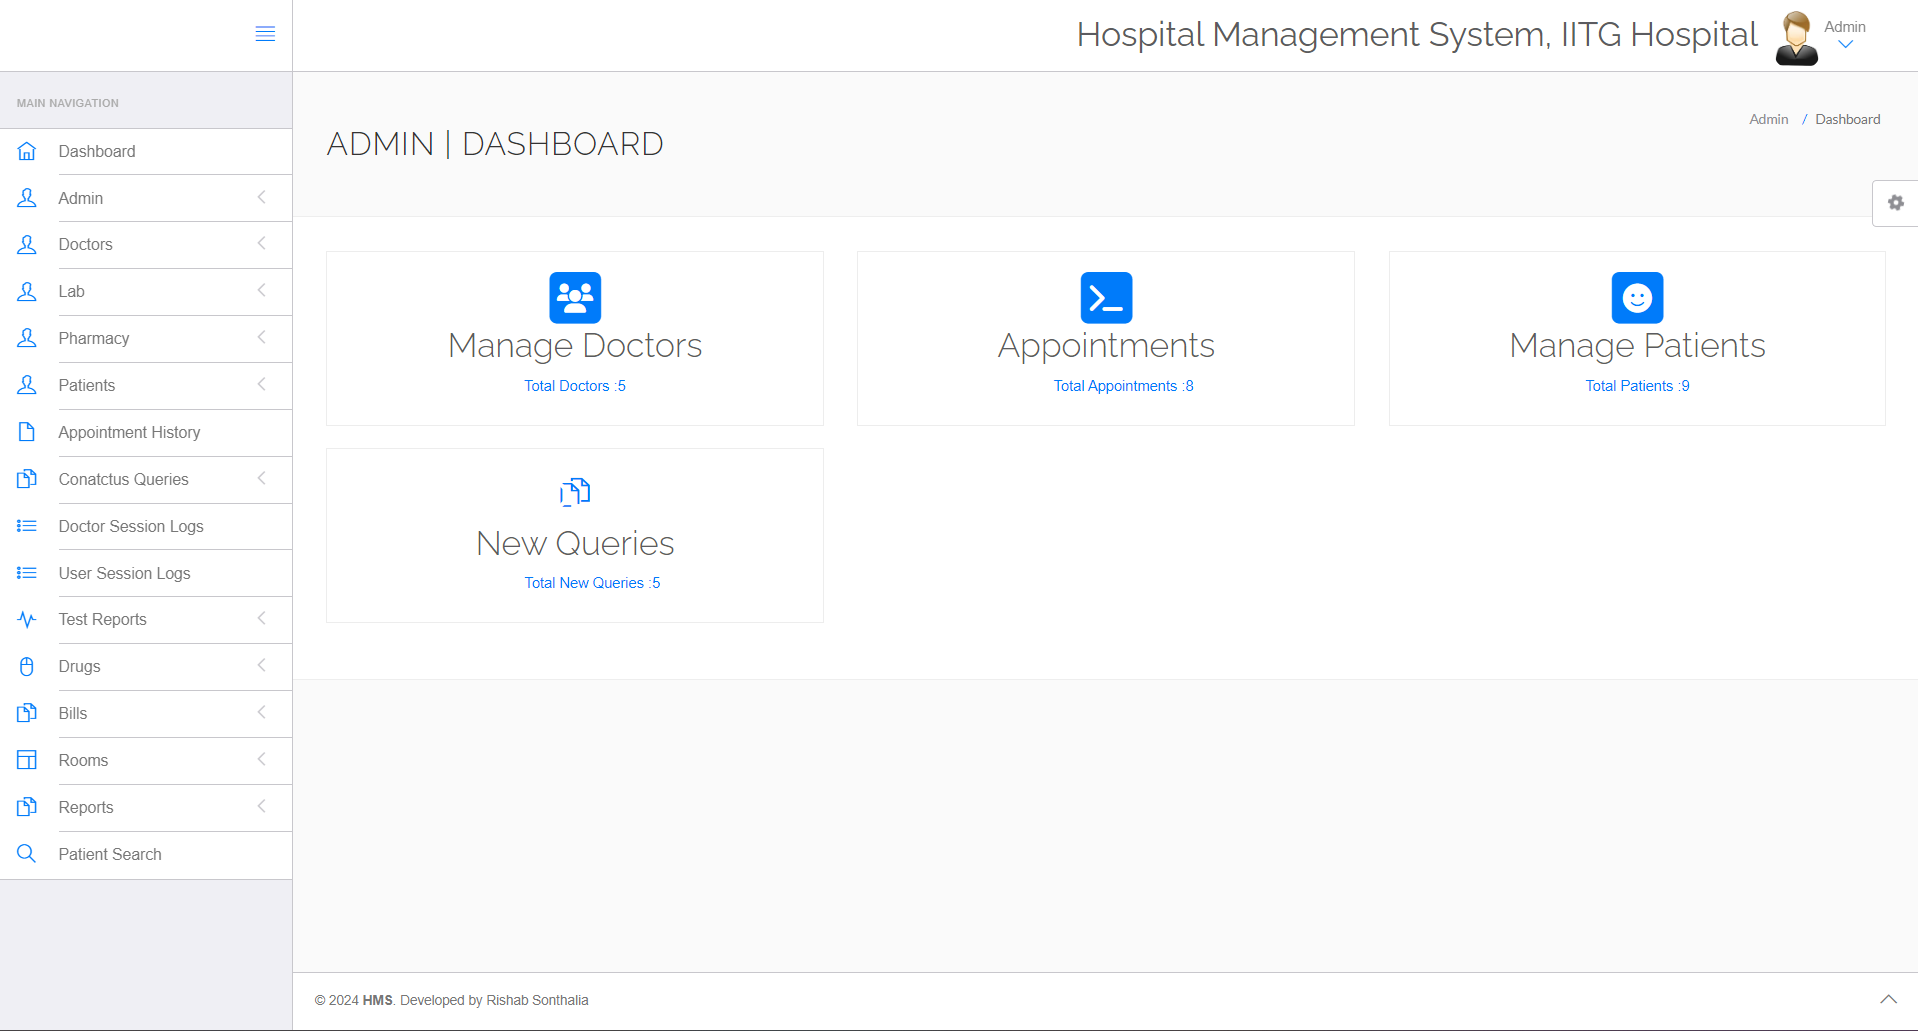 Hospital Management System, IITG Hospital
Admin
MAIN NAVIGATION
Dashboard
Admin
Doctors
Lab
Pharmacy
Patients
Appointment History
Conatctus Queries
Doctor Session Logs
User Session Logs
Test Reports
Drugs
Bills
Rooms
Reports
Patient Search
ADMIN | DASHBOARD
Admin / Dashboard
Manage Doctors
Total Doctors :5
Appointments
Total Appointments :8
Manage Patients
Total Patients :9
New Queries
Total New Queries :5
© 2024 HMS. Developed by Rishab Sonthalia